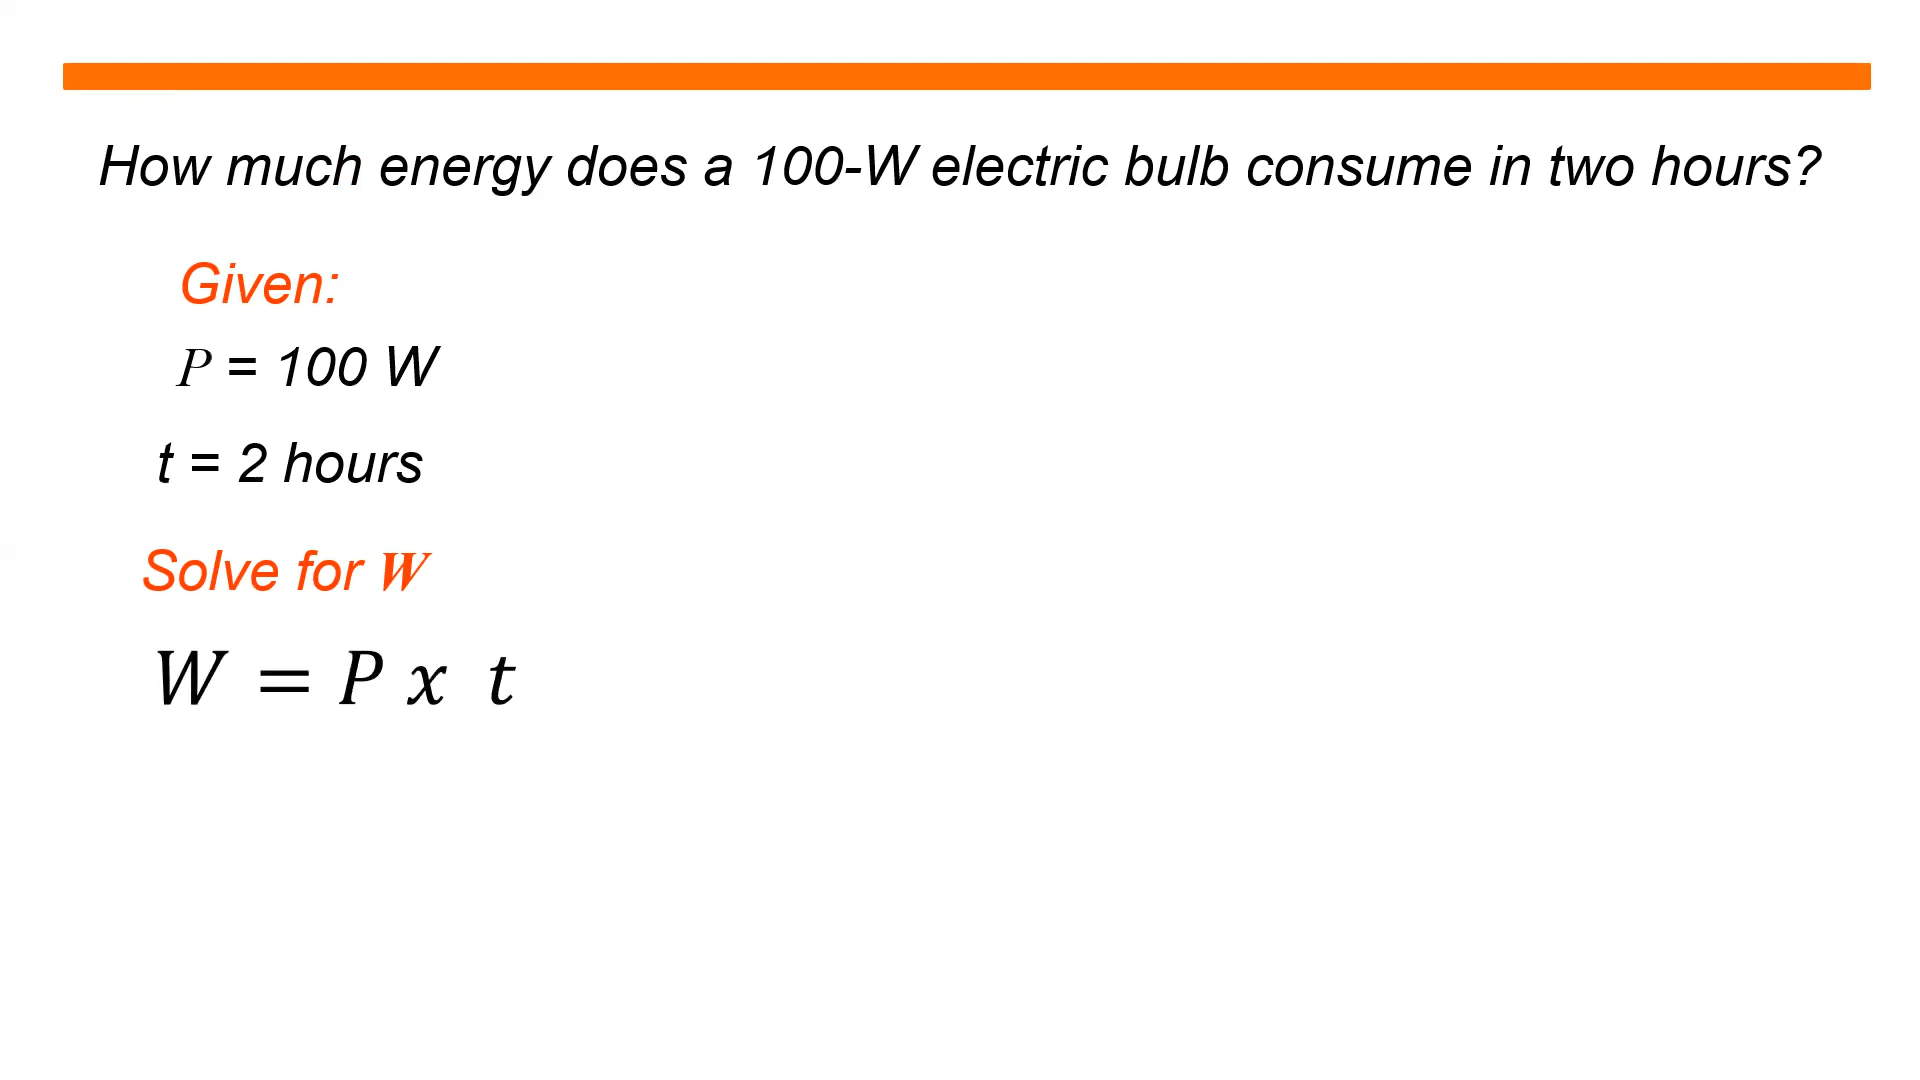 How much energy does a 100-W electric bulb consume in two hours?
Given:
P = 100 W
t = 2 hours
Solve for W
W = P x t